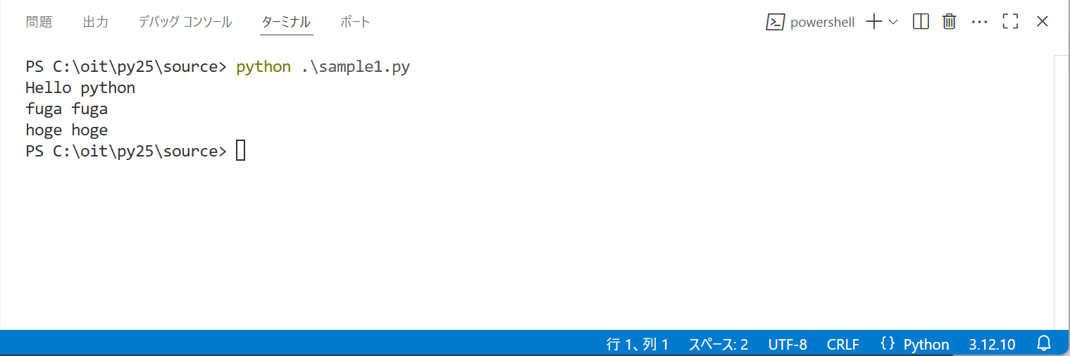 問題 出力 デバッグ コンソール ターミナル ポート powershell
PS C:\oit\py25\source> python .\sample1.py
Hello python
fuga fuga
hoge hoge
PS C:\oit\py25\source>
行 1、列 1 スペース: 2 UTF-8 CRLF {} Python 3.12.10